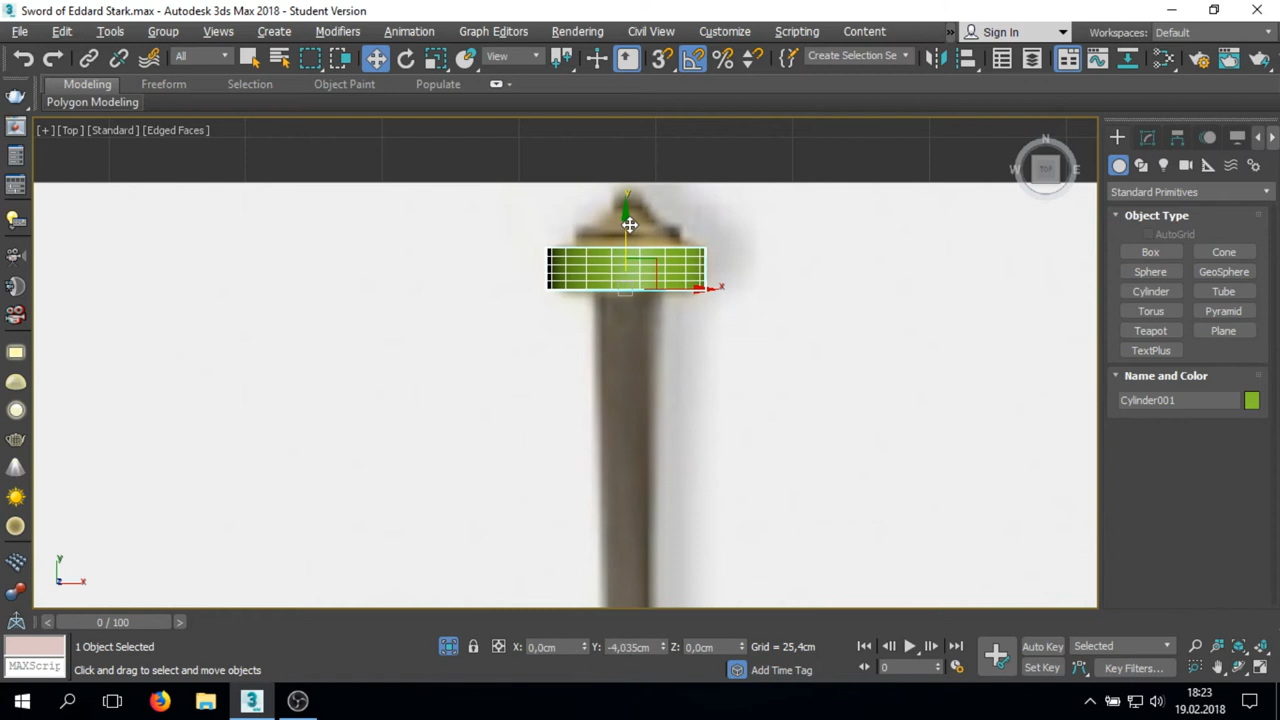 Sword of Eddard Stark.max - Autodesk 3ds Max 2018 - Student Version
File Edit Tools Group Views Create Modifiers Animation Graph Editors Rendering Civil View Customize Scripting Content » Sign In Workspaces: Default
All View 3 Create Selection Se
Modeling Freeform Selection Object Paint Populate
Polygon Modeling
[ + ] [Top ] [Standard ] [Edged Faces ]
N
W TOP E
y
x
Standard Primitives
Object Type
AutoGrid
Box Cone
Sphere GeoSphere
Cylinder Tube
Torus Pyramid
Teapot Plane
TextPlus
Name and Color
Cylinder001
y
x
< 0 / 100 >
1 Object Selected X: 0,0cm Y: -4,035cm Z: 0,0cm Grid = 25,4cm Auto Key Selected
MAXScrip Click and drag to select and move objects Add Time Tag 0 Set Key Key Filters...
18:23
19.02.2018